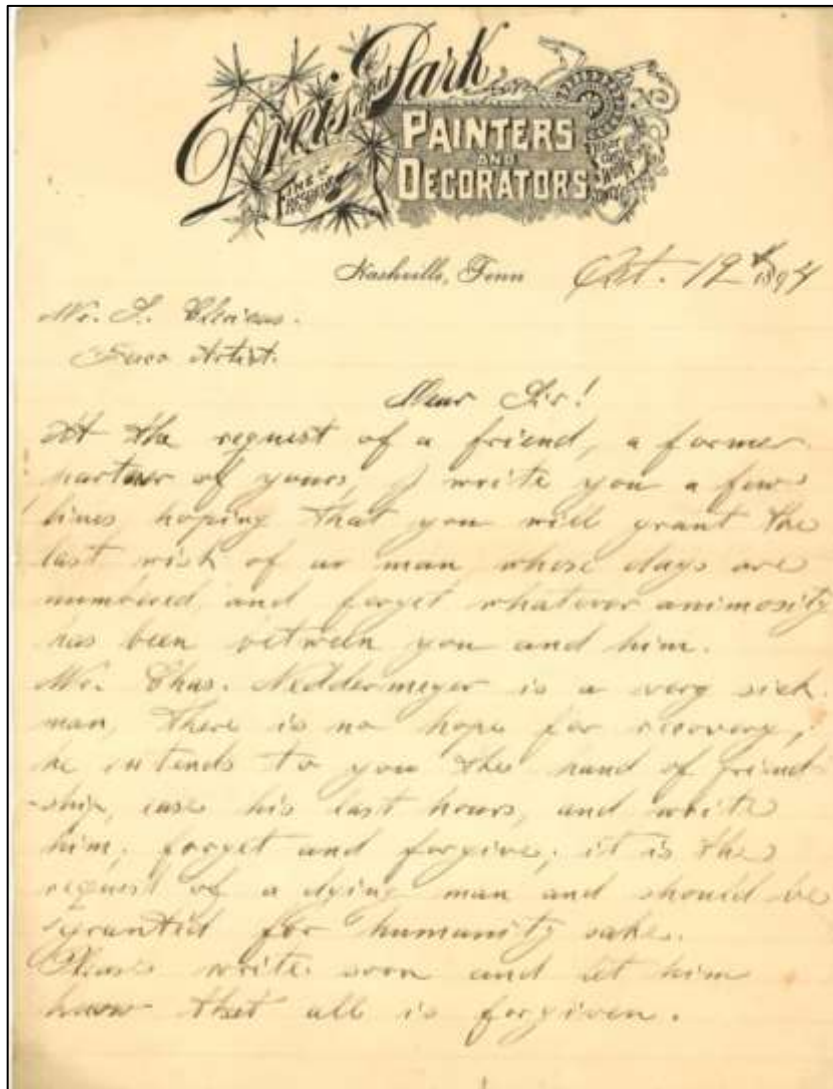 Dreis and Park
PAINTERS
AND
DECORATORS
FINE
FRESCOING
Nashville, Tenn Oct. 12th 1894
Mr. L. Clericus.
Artist.
Dear Sir!
At the request of a friend, a former
partner of yours, I write you a few
lines hoping that you will grant the
last wish of a man whose days are
numbered, and forget whatever animosity
has been between you and him.
Mr. Chas. Neddermeyer is a very sick
man, there is no hope for recovery,
he extends to you the hand of friend
-ship, ease his last hours, and write
him; forget and forgive; it is the
request of a dying man and should be
granted for humanity sake.
Please write soon and let him
know that all is forgiven.